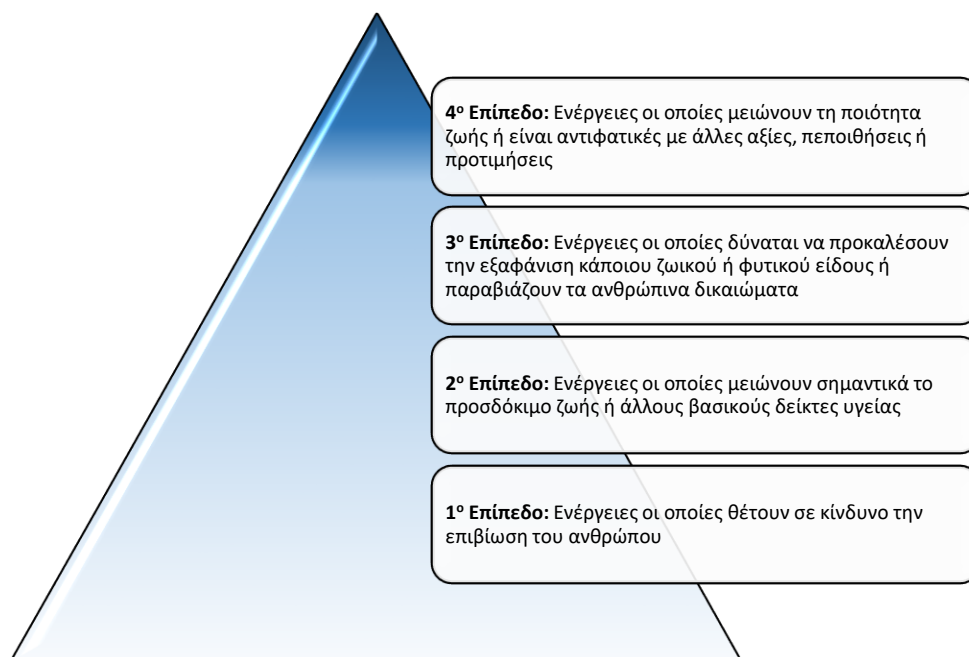 4ο Επίπεδο: Ενέργειες οι οποίες μειώνουν τη ποιότητα
ζωής ή είναι αντιφατικές με άλλες αξίες, πεποιθήσεις ή
προτιμήσεις
3ο Επίπεδο: Ενέργειες οι οποίες δύναται να προκαλέσουν
την εξαφάνιση κάποιου ζωικού ή φυτικού είδους ή
παραβιάζουν τα ανθρώπινα δικαιώματα
2ο Επίπεδο: Ενέργειες οι οποίες μειώνουν σημαντικά το
προσδόκιμο ζωής ή άλλους βασικούς δείκτες υγείας
1ο Επίπεδο: Ενέργειες οι οποίες θέτουν σε κίνδυνο την
επιβίωση του ανθρώπου